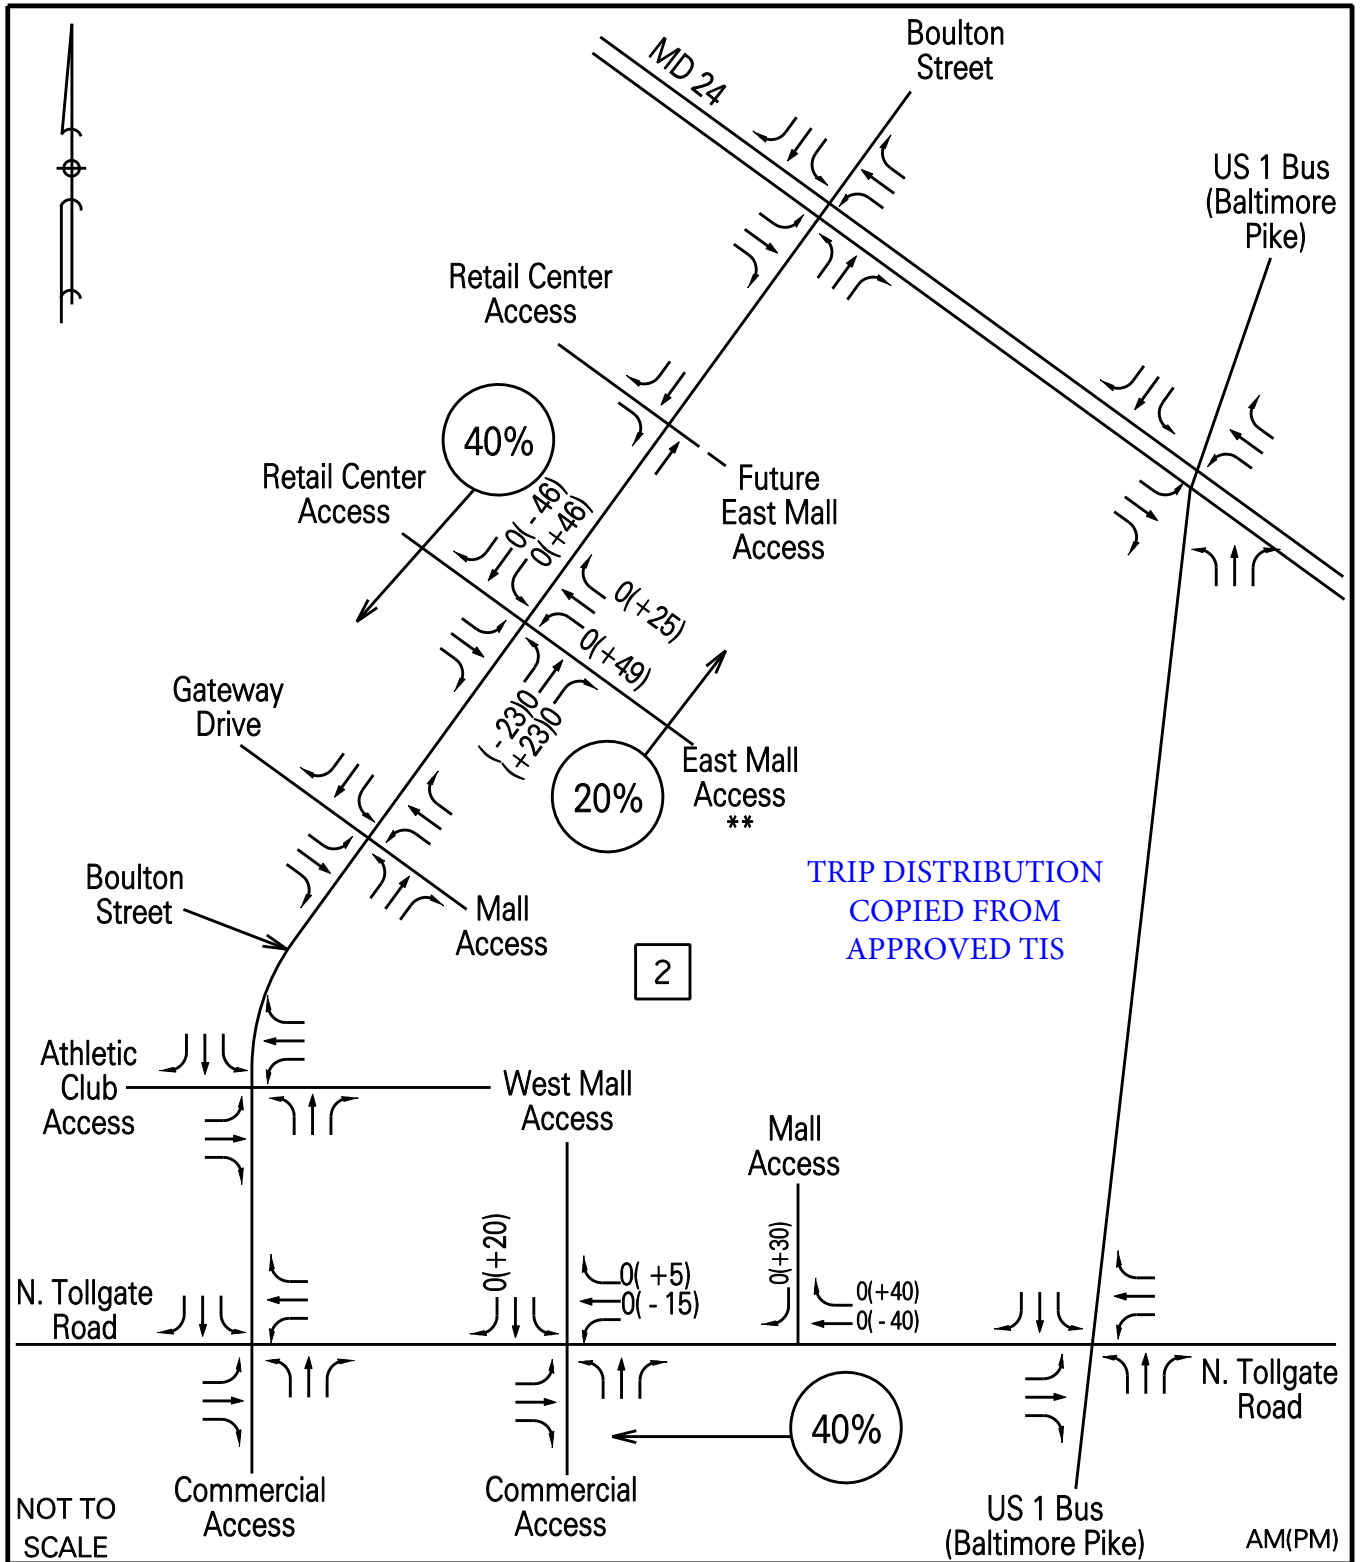 Boulton
Street
MD 24
US 1 Bus
(Baltimore
Pike)
Retail Center
Access
40%
Retail Center
Access
Future
East Mall
Access
0( - 46)
0(+46)
0(+25)
0(+49)
( - 23)0
(+23)0
Gateway
Drive
East Mall
Access
**
20%
TRIP DISTRIBUTION
COPIED FROM
APPROVED TIS
Boulton
Street
Mall
Access
2
Athletic
Club
Access
West Mall
Access
Mall
Access
0(+20)
0( +5)
0( - 15)
0(+30)
0(+40)
0( - 40)
N. Tollgate
Road
N. Tollgate
Road
40%
Commercial
Access
Commercial
Access
US 1 Bus
(Baltimore Pike)
NOT TO
SCALE
AM(PM)